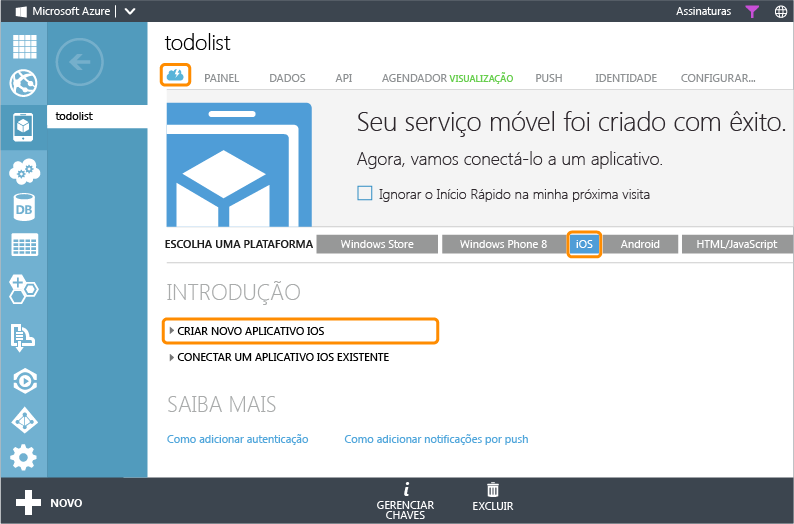 Microsoft Azure
Assinaturas
todolist
todolist
PAINEL DADOS API AGENDADOR VISUALIZAÇÃO PUSH IDENTIDADE CONFIGURAR...
Seu serviço móvel foi criado com êxito.
Agora, vamos conectá-lo a um aplicativo.
Ignorar o Início Rápido na minha próxima visita
ESCOLHA UMA PLATAFORMA Windows Store Windows Phone 8 iOS Android HTML/JavaScript
INTRODUÇÃO
CRIAR NOVO APLICATIVO IOS
CONECTAR UM APLICATIVO IOS EXISTENTE
SAIBA MAIS
Como adicionar autenticação Como adicionar notificações por push
DB
NOVO
GERENCIAR
CHAVES
EXCLUIR